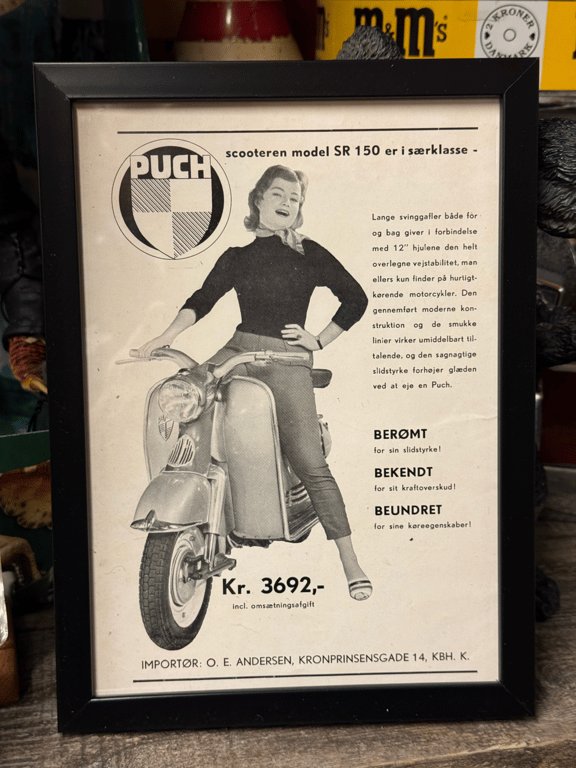 m&m's
2 KRONER
DANMARK
PUCH
scooteren model SR 150 er i særklasse -
Lange svinggafler både for
og bag giver i forbindelse
med 12" hjulene den helt
overlegne vejstabilitet, man
ellers kun finder på hurtigt-
kørende motorcykler. Den
gennemført moderne kon-
struktion og de smukke
linier virker umiddelbart til-
talende, og den sagnagtige
slidstyrke forhøjer glæden
ved at eje en Puch.
BERØMT
for sin slidstyrke!
BEKENDT
for sit kraftoverskud!
BEUNDRET
for sine køreegenskaber!
Kr. 3692,-
incl. omsætningsafgift
IMPORTØR: O. E. ANDERSEN, KRONPRINSENSGADE 14, KBH. K.